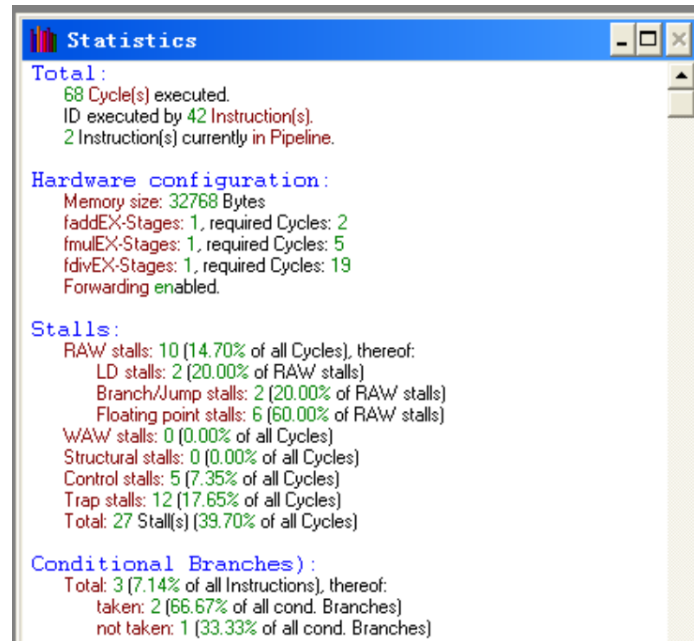 Statistics
Total:
68 Cycle(s) executed.
ID executed by 42 Instruction(s).
2 Instruction(s) currently in Pipeline.
Hardware configuration:
Memory size: 32768 Bytes
faddEX-Stages: 1, required Cycles: 2
fmulEX-Stages: 1, required Cycles: 5
fdivEX-Stages: 1, required Cycles: 19
Forwarding enabled.
Stalls:
RAW stalls: 10 (14.70% of all Cycles), thereof:
LD stalls: 2 (20.00% of RAW stalls)
Branch/Jump stalls: 2 (20.00% of RAW stalls)
Floating point stalls: 6 (60.00% of RAW stalls)
WAW stalls: 0 (0.00% of all Cycles)
Structural stalls: 0 (0.00% of all Cycles)
Control stalls: 5 (7.35% of all Cycles)
Trap stalls: 12 (17.65% of all Cycles)
Total: 27 Stall(s) (39.70% of all Cycles)
Conditional Branches):
Total: 3 (7.14% of all Instructions), thereof:
taken: 2 (66.67% of all cond. Branches)
not taken: 1 (33.33% of all cond. Branches)